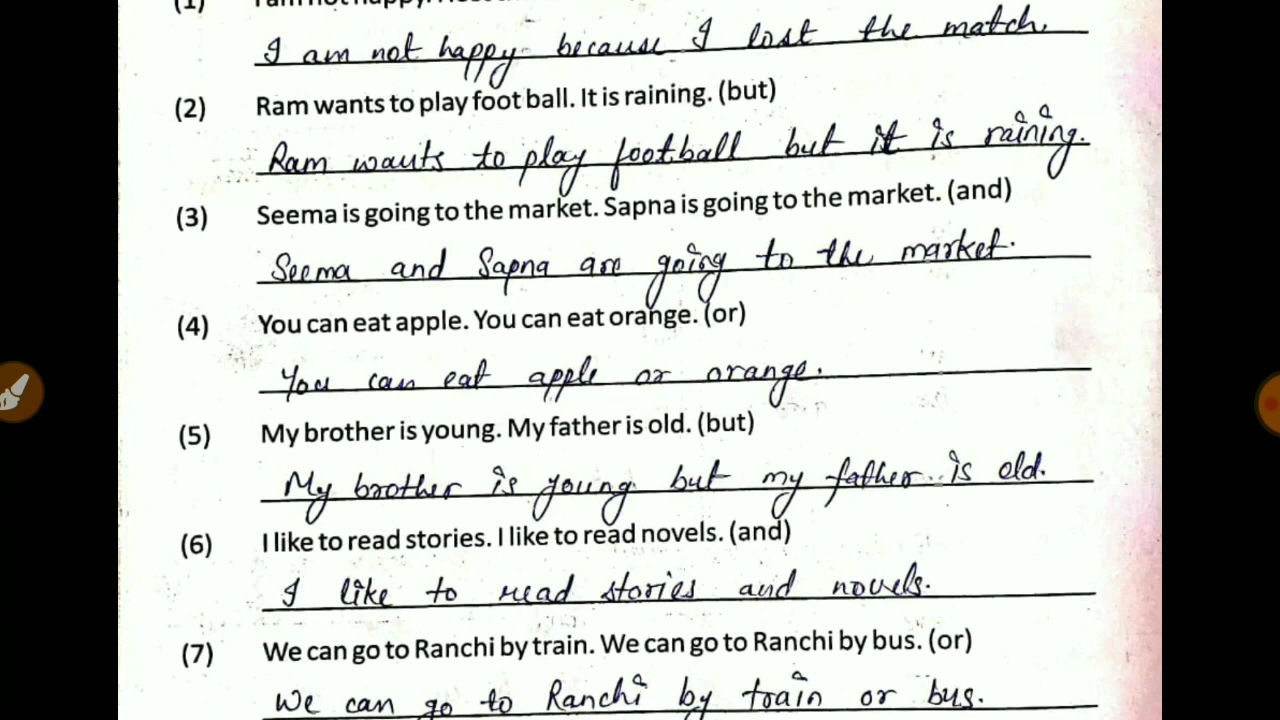 (1)
I am not happy because I lost the match.
(2) Ram wants to play foot ball. It is raining. (but)
Ram wants to play football but it is raining.
(3) Seema is going to the market. Sapna is going to the market. (and)
Seema and Sapna are going to the market.
(4) You can eat apple. You can eat orange. (or)
You can eat apple or orange.
(5) My brother is young. My father is old. (but)
My brother is young but my father is old.
(6) I like to read stories. I like to read novels. (and)
I like to read stories and novels.
(7) We can go to Ranchi by train. We can go to Ranchi by bus. (or)
We can go to Ranchi by train or bus.